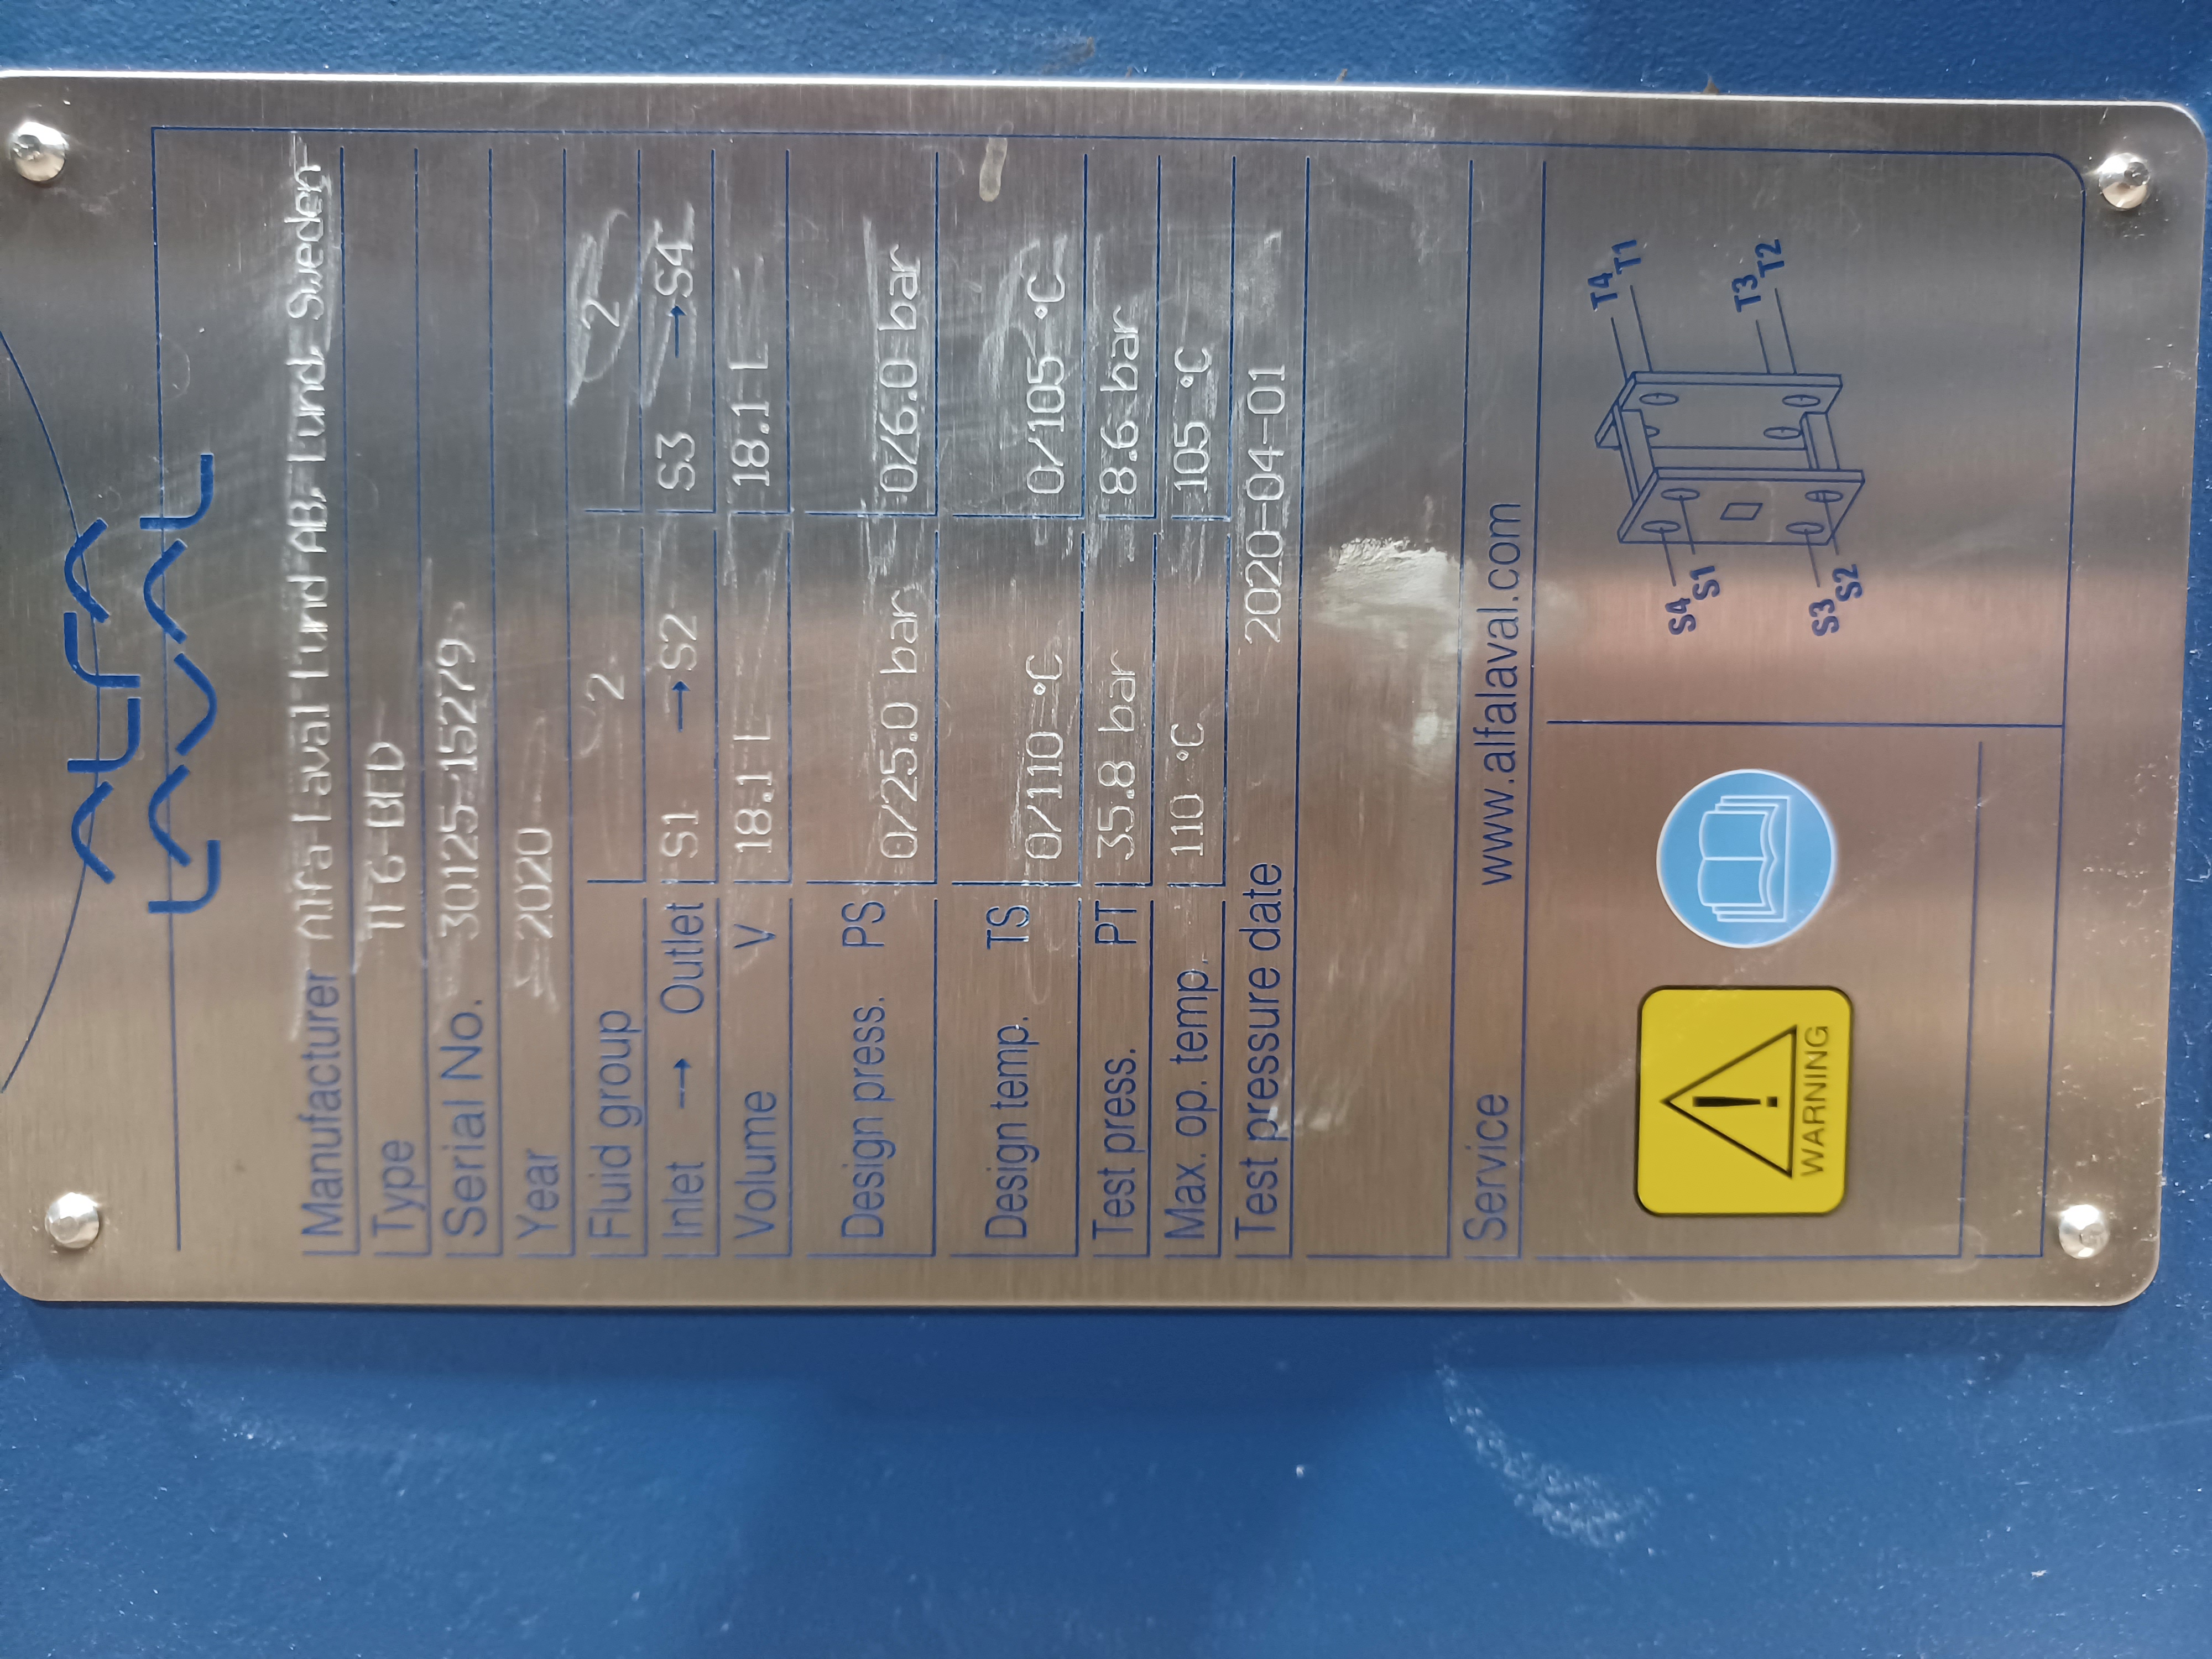 Alfa Laval
Manufacturer Alfa Laval Lund AB, Lund, Sweden
Type TL6-BFD
Serial No. 30125-15279
Year 2020
Fluid group 2 2
Inlet --→ Outlet S1 →S2 S3 →S4
Volume V 18.1 L 18.1 L
Design press. PS 0/25.0 bar 0/6.0 bar
Design temp. TS 0/110 °C 0/105 °C
Test press. PT 35.8 bar 8.6 bar
Max. op. temp. 110 °C 105 °C
Test pressure date 2020-04-01
Service www.alfalaval.com
WARNING
S4 T4
S1 T1
S3 T3
S2 T2